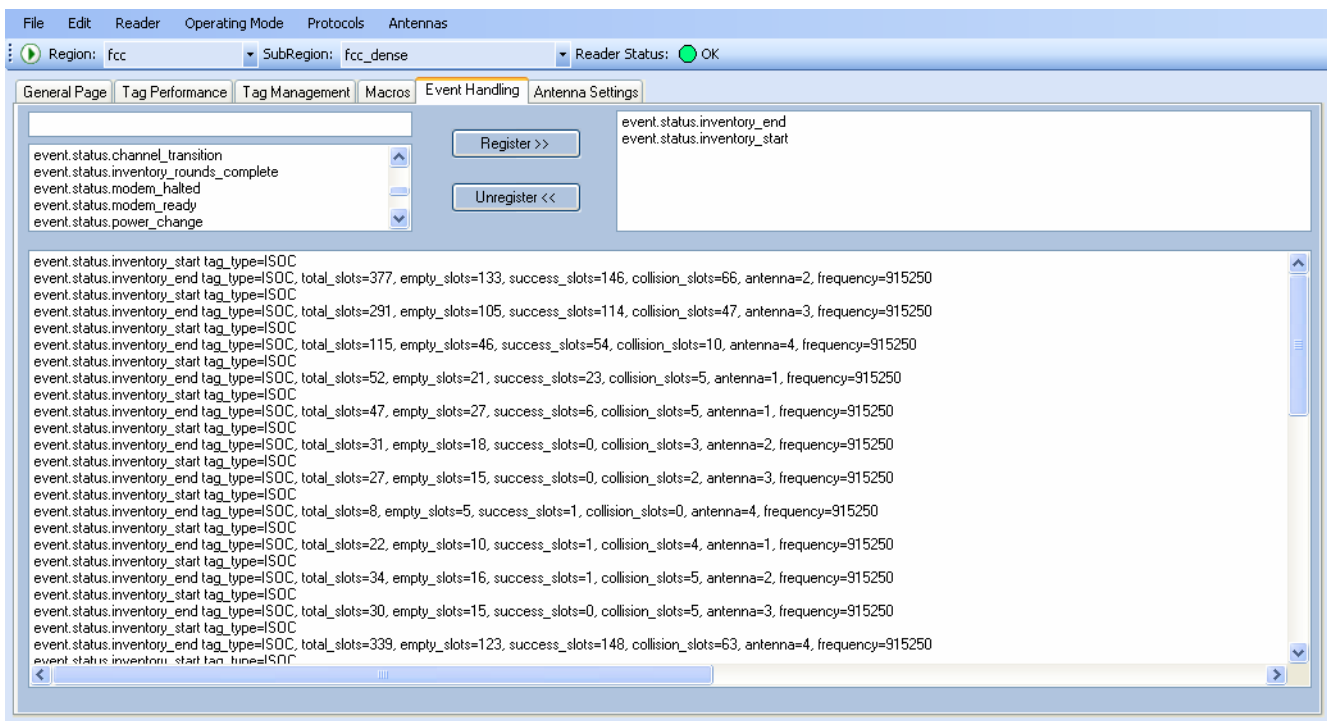 File Edit Reader Operating Mode Protocols Antennas
Region: fcc SubRegion: fcc_dense Reader Status: OK
General Page Tag Performance Tag Management Macros Event Handling Antenna Settings
event.status.channel_transition
event.status.inventory_rounds_complete
event.status.modem_halted
event.status.modem_ready
event.status.power_change
Register >>
Unregister <<
event.status.inventory_end
event.status.inventory_start
event.status.inventory_start tag_type=ISOC
event.status.inventory_end tag_type=ISOC, total_slots=377, empty_slots=133, success_slots=146, collision_slots=66, antenna=2, frequency=915250
event.status.inventory_start tag_type=ISOC
event.status.inventory_end tag_type=ISOC, total_slots=291, empty_slots=105, success_slots=114, collision_slots=47, antenna=3, frequency=915250
event.status.inventory_start tag_type=ISOC
event.status.inventory_end tag_type=ISOC, total_slots=115, empty_slots=46, success_slots=54, collision_slots=10, antenna=4, frequency=915250
event.status.inventory_start tag_type=ISOC
event.status.inventory_end tag_type=ISOC, total_slots=52, empty_slots=21, success_slots=23, collision_slots=5, antenna=1, frequency=915250
event.status.inventory_start tag_type=ISOC
event.status.inventory_end tag_type=ISOC, total_slots=47, empty_slots=27, success_slots=6, collision_slots=5, antenna=1, frequency=915250
event.status.inventory_start tag_type=ISOC
event.status.inventory_end tag_type=ISOC, total_slots=31, empty_slots=18, success_slots=0, collision_slots=3, antenna=2, frequency=915250
event.status.inventory_start tag_type=ISOC
event.status.inventory_end tag_type=ISOC, total_slots=27, empty_slots=15, success_slots=0, collision_slots=2, antenna=3, frequency=915250
event.status.inventory_start tag_type=ISOC
event.status.inventory_end tag_type=ISOC, total_slots=8, empty_slots=5, success_slots=1, collision_slots=0, antenna=4, frequency=915250
event.status.inventory_start tag_type=ISOC
event.status.inventory_end tag_type=ISOC, total_slots=22, empty_slots=10, success_slots=1, collision_slots=4, antenna=1, frequency=915250
event.status.inventory_start tag_type=ISOC
event.status.inventory_end tag_type=ISOC, total_slots=34, empty_slots=16, success_slots=1, collision_slots=5, antenna=2, frequency=915250
event.status.inventory_start tag_type=ISOC
event.status.inventory_end tag_type=ISOC, total_slots=30, empty_slots=15, success_slots=0, collision_slots=5, antenna=3, frequency=915250
event.status.inventory_start tag_type=ISOC
event.status.inventory_end tag_type=ISOC, total_slots=339, empty_slots=123, success_slots=148, collision_slots=63, antenna=4, frequency=915250
event.status.inventory_start tag_type=ISOC